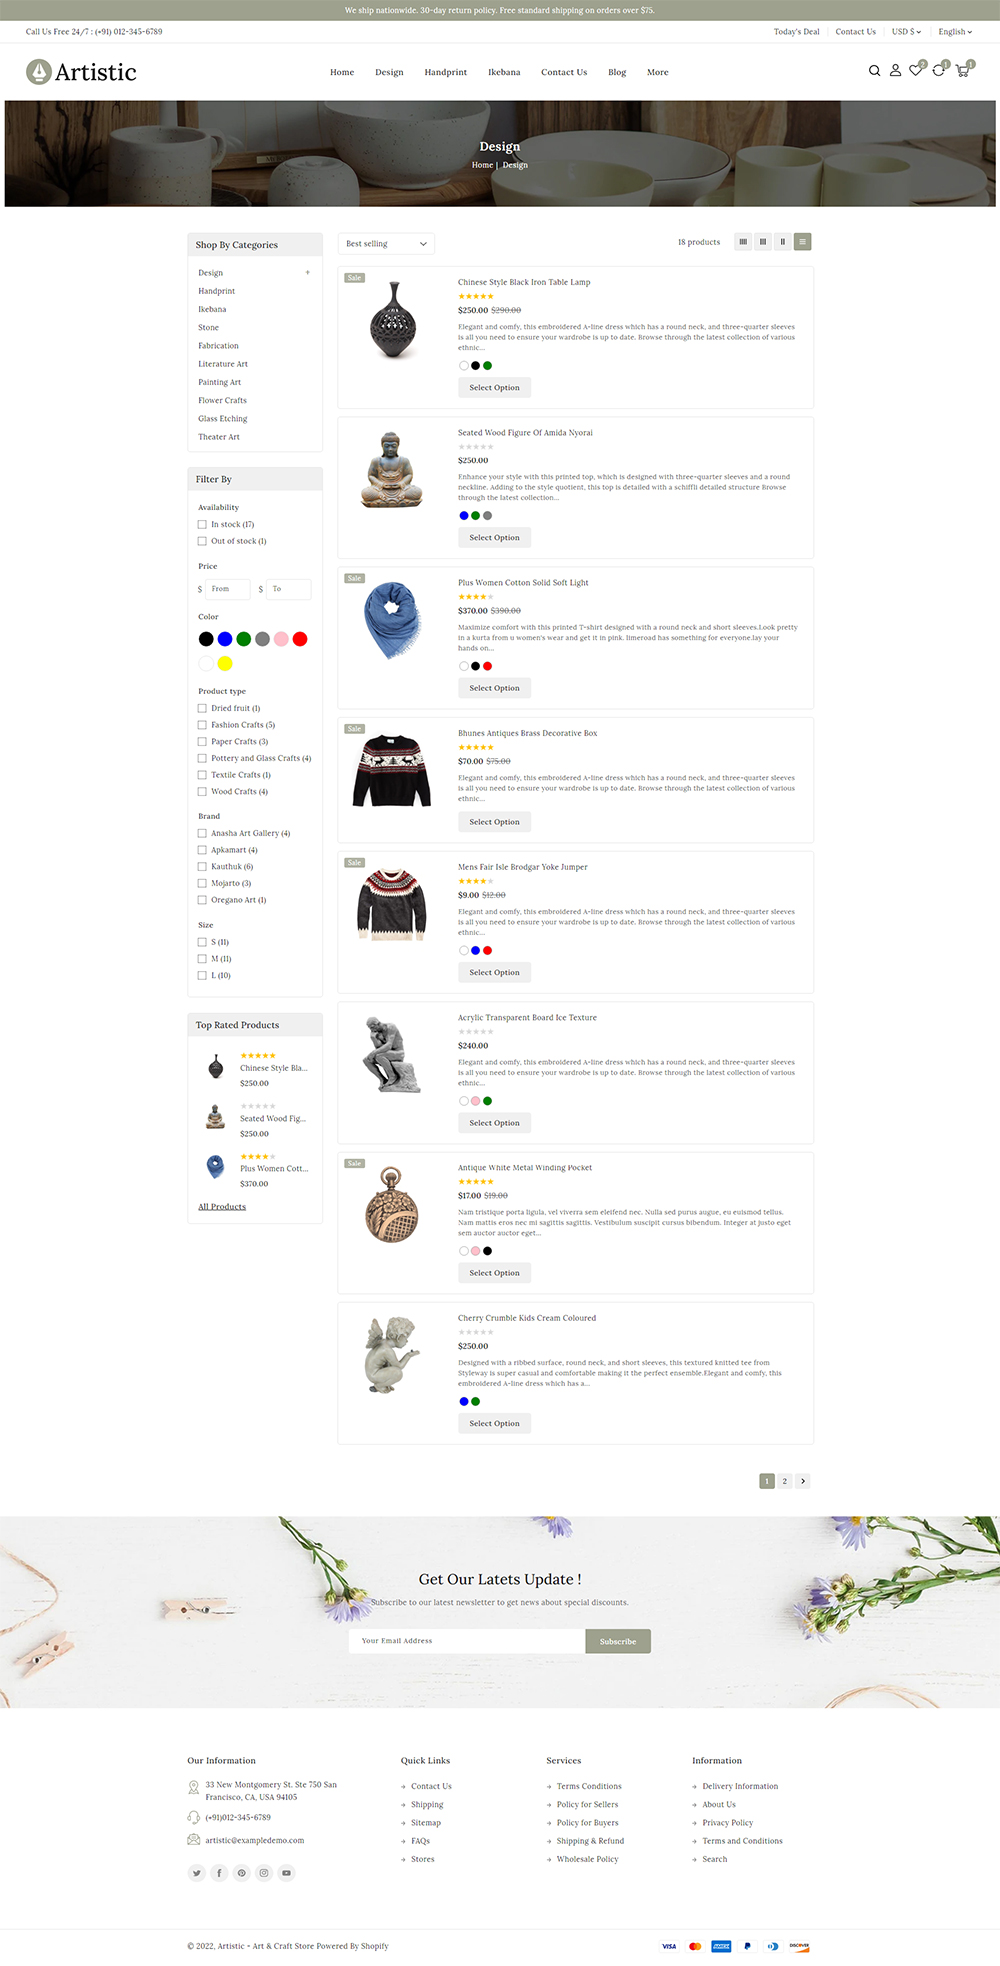 We ship nationwide. 30-day return policy. Free standard shipping on orders over $75.
Call Us Free 24/7 : (+91) 012-345-6789
Today's Deal
Contact Us
USD $
English
Artistic
Home
Design
Handprint
Ikebana
Contact Us
Blog
More
2
1
1
Design
Home | Design
Shop By Categories
Design +
Handprint
Ikebana
Stone
Fabrication
Literature Art
Painting Art
Flower Crafts
Glass Etching
Theater Art
Filter By
Availability
In stock (17)
Out of stock (1)
Price
$ From $ To
Color
Product type
Dried fruit (1)
Fashion Crafts (5)
Paper Crafts (3)
Pottery and Glass Crafts (4)
Textile Crafts (1)
Wood Crafts (4)
Brand
Anasha Art Gallery (4)
Apkamart (4)
Kauthuk (6)
Mojarto (3)
Oregano Art (1)
Size
S (11)
M (11)
L (10)
Top Rated Products
Chinese Style Bla...
$250.00
Seated Wood Fig...
$250.00
Plus Women Cott...
$370.00
All Products
Best selling
18 products
Sale
Chinese Style Black Iron Table Lamp
$250.00 $290.00
Elegant and comfy, this embroidered A-line dress which has a round neck, and three-quarter sleeves
is all you need to ensure your wardrobe is up to date. Browse through the latest collection of various
ethnic...
Select Option
Seated Wood Figure Of Amida Nyorai
$250.00
Enhance your style with this printed top, which is designed with three-quarter sleeves and a round
neckline. Adding to the style quotient, this top is detailed with a schiffli detailed structure Browse
through the latest collection...
Select Option
Sale
Plus Women Cotton Solid Soft Light
$370.00 $390.00
Maximize comfort with this printed T-shirt designed with a round neck and short sleeves.Look pretty
in a kurta from u women's wear and get it in pink. limeroad has something for everyone.lay your
hands on...
Select Option
Sale
Bhunes Antiques Brass Decorative Box
$70.00 $75.00
Elegant and comfy, this embroidered A-line dress which has a round neck, and three-quarter sleeves
is all you need to ensure your wardrobe is up to date. Browse through the latest collection of various
ethnic...
Select Option
Sale
Mens Fair Isle Brodgar Yoke Jumper
$9.00 $12.00
Elegant and comfy, this embroidered A-line dress which has a round neck, and three-quarter sleeves
is all you need to ensure your wardrobe is up to date. Browse through the latest collection of various
ethnic...
Select Option
Acrylic Transparent Board Ice Texture
$240.00
Elegant and comfy, this embroidered A-line dress which has a round neck, and three-quarter sleeves
is all you need to ensure your wardrobe is up to date. Browse through the latest collection of various
ethnic...
Select Option
Sale
Antique White Metal Winding Pocket
$17.00 $19.00
Nam tristique porta ligula, vel viverra sem eleifend nec. Nulla sed purus augue, eu euismod tellus.
Nam mattis eros nec mi sagittis sagittis. Vestibulum suscipit cursus bibendum. Integer at justo eget
sem auctor auctor eget...
Select Option
Cherry Crumble Kids Cream Coloured
$250.00
Designed with a ribbed surface, round neck, and short sleeves, this textured knitted tee from
Styleway is super casual and comfortable making it the perfect ensemble.Elegant and comfy, this
embroidered A-line dress which has a...
Select Option
1 2
Get Our Latets Update !
Subscribe to our latest newsletter to get news about special discounts.
Your Email Address
Subscribe
Our Information
33 New Montgomery St. Ste 750 San
Francisco, CA, USA 94105
(+91)012-345-6789
artistic@exampledemo.com
Quick Links
Contact Us
Shipping
Sitemap
FAQs
Stores
Services
Terms Conditions
Policy for Sellers
Policy for Buyers
Shipping & Refund
Wholesale Policy
Information
Delivery Information
About Us
Privacy Policy
Terms and Conditions
Search
© 2022, Artistic - Art & Craft Store Powered By Shopify
VISA
DISCOVER